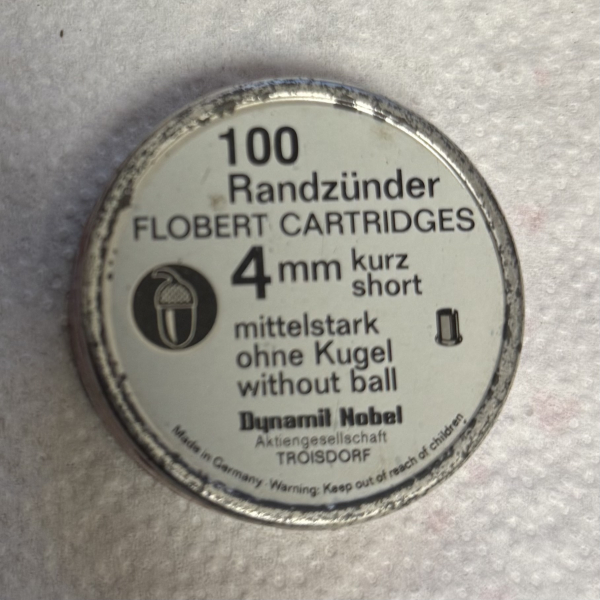 100
Randzünder
FLOBERT CARTRIDGES
4 mm kurz
short
mittelstark
ohne Kugel
without ball
Dynamit Nobel
Aktiengesellschaft
TROISDORF
Made in Germany · Warning: Keep out of reach of children